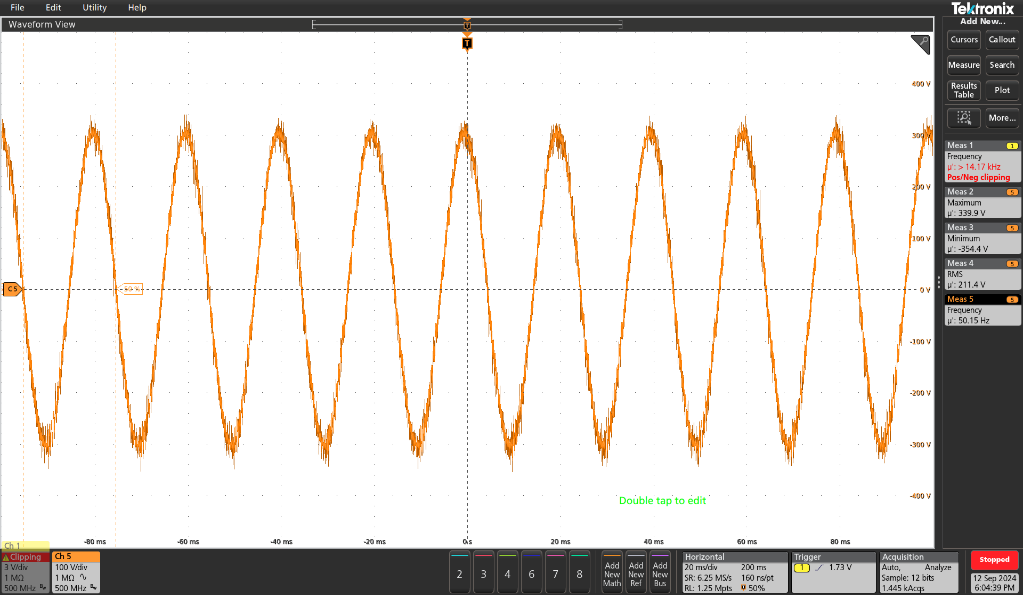 File Edit Utility Help
Tektronix
Waveform View
Add New...
Cursors Callout
Measure Search
Results Table Plot
More...
T
T
400 V
300 V
200 V
100 V
0 V
-100 V
-200 V
-300 V
-400 V
C5
Meas 1 1
Frequency
µ': > 14.17 kHz
Pos/Neg clipping
Meas 2 5
Maximum
µ': 339.9 V
Meas 3 5
Minimum
µ': -354.4 V
Meas 4 5
RMS
µ': 211.4 V
Meas 5 5
Frequency
µ': 50.15 Hz
Double tap to edit
-80 ms -60 ms -40 ms -20 ms 0 s 20 ms 40 ms 60 ms 80 ms
Ch 1
Clipping
3 V/div
1 MΩ
500 MHz
Ch 5
100 V/div
1 MΩ
500 MHz
2 3 4 6 7 8
Add New Math
Add New Ref
Add New Bus
Horizontal
20 ms/div 200 ms
SR: 6.25 MS/s 160 ns/pt
RL: 1.25 Mpts 50%
Trigger
1 1.73 V
Acquisition
Auto, Analyze
Sample: 12 bits
1.445 kAcqs
Stopped
12 Sep 2024
6:04:39 PM